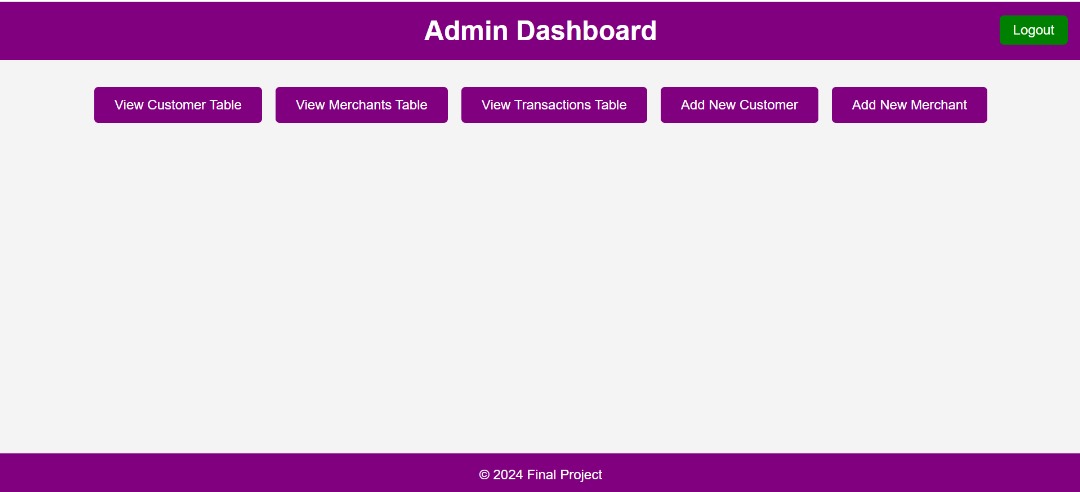 Admin Dashboard
Logout
View Customer Table
View Merchants Table
View Transactions Table
Add New Customer
Add New Merchant
© 2024 Final Project